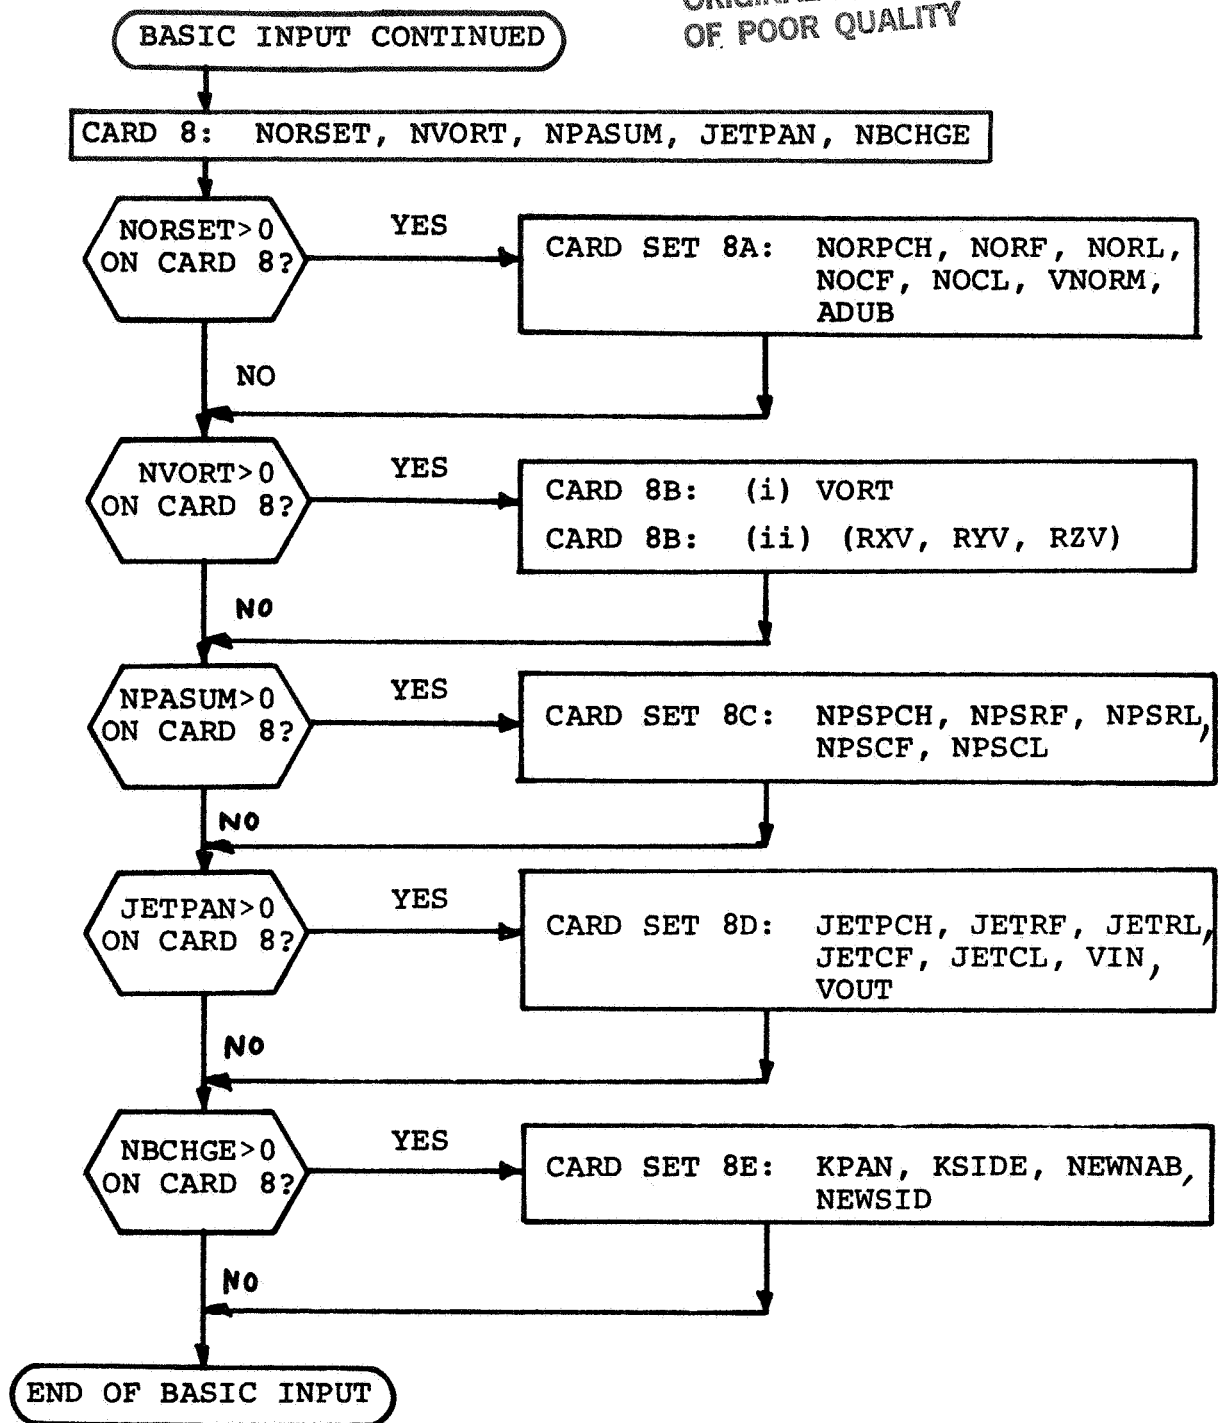 OF POOR QUALITY
BASIC INPUT CONTINUED
CARD 8: NORSET, NVORT, NPASUM, JETPAN, NBCHGE
NORSET>0
ON CARD 8?
YES
CARD SET 8A: NORPCH, NORF, NORL,
NOCF, NOCL, VNORM,
ADUB
NO
NVORT>0
ON CARD 8?
YES
CARD 8B: (i) VORT
CARD 8B: (ii) (RXV, RYV, RZV)
NO
NPASUM>0
ON CARD 8?
YES
CARD SET 8C: NPSPCH, NPSRF, NPSRL,
NPSCF, NPSCL
NO
JETPAN>0
ON CARD 8?
YES
CARD SET 8D: JETPCH, JETRF, JETRL,
JETCF, JETCL, VIN,
VOUT
NO
NBCHGE>0
ON CARD 8?
YES
CARD SET 8E: KPAN, KSIDE, NEWNAB,
NEWSID
NO
END OF BASIC INPUT